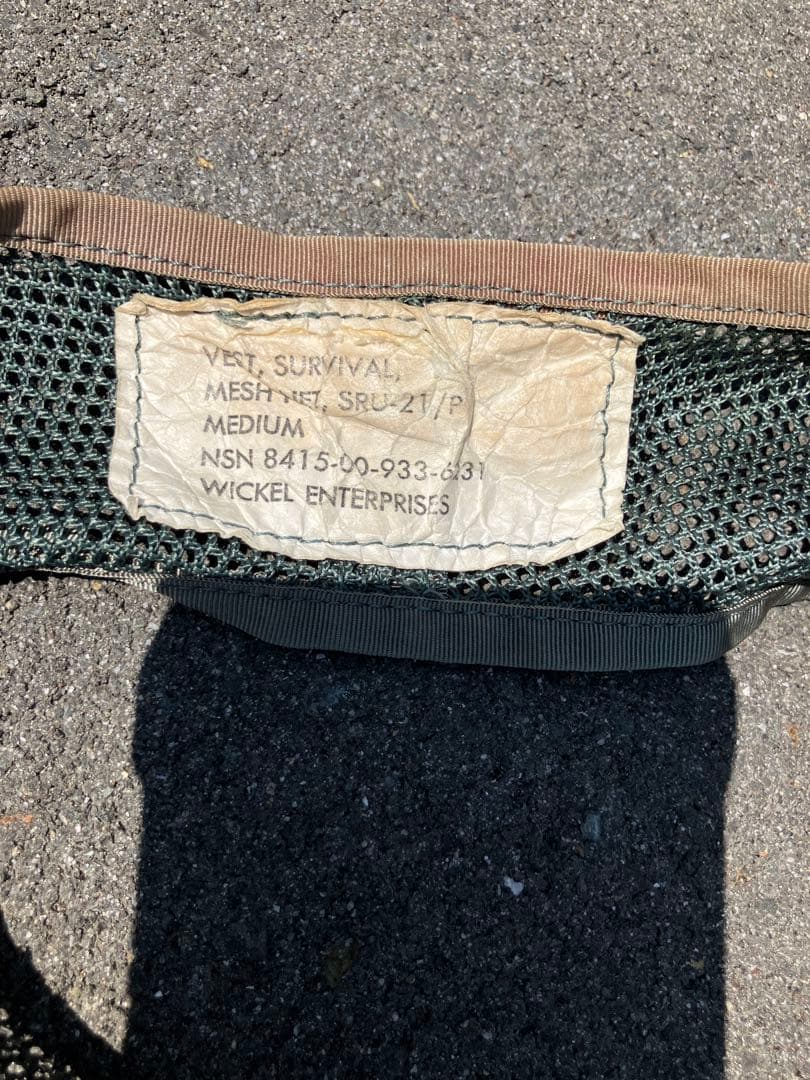 VEST, SURVIVAL,
MESH NET, SRU-21/P
MEDIUM
NSN 8415-00-933-6231
WICKEL ENTERPRISES